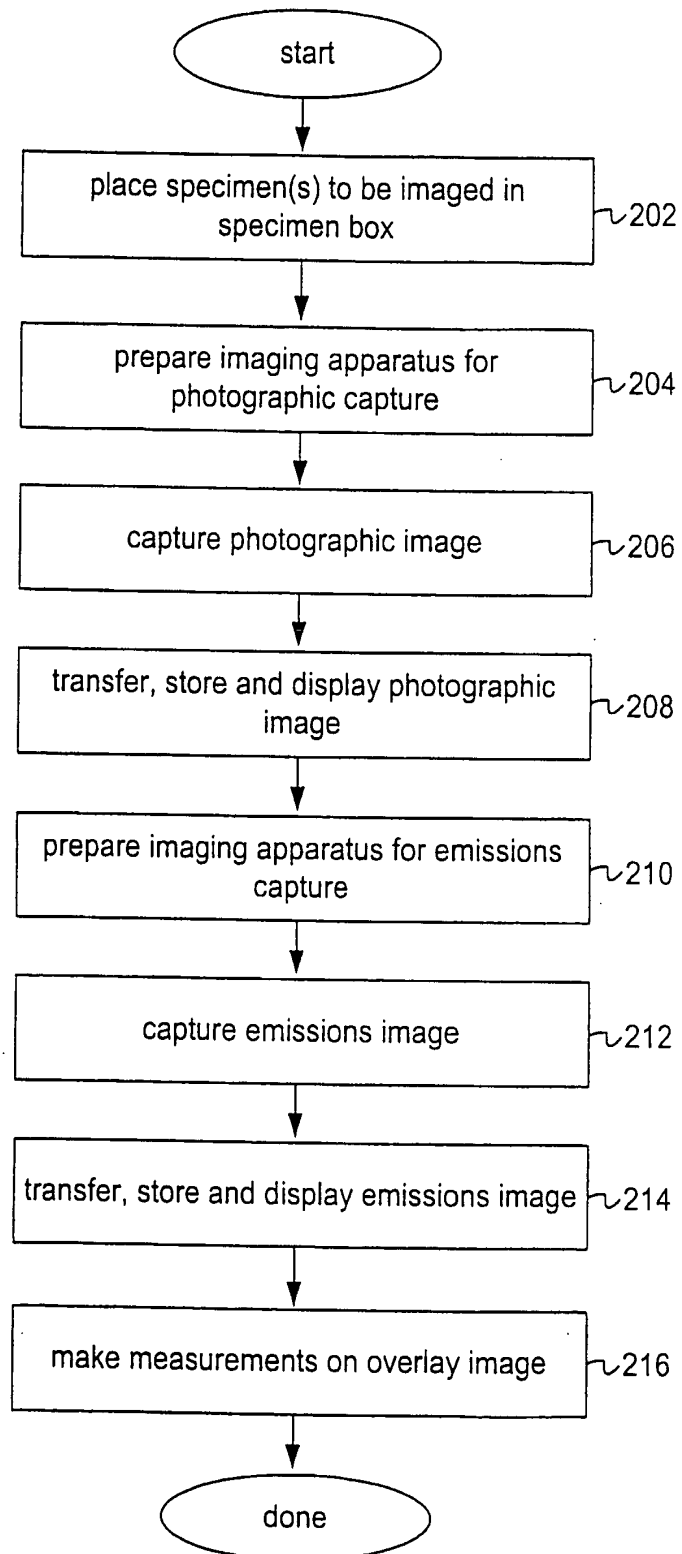 start
place specimen(s) to be imaged in
specimen box
202
prepare imaging apparatus for
photographic capture
204
capture photographic image
206
transfer, store and display photographic
image
208
prepare imaging apparatus for emissions
capture
210
capture emissions image
212
transfer, store and display emissions image
214
make measurements on overlay image
216
done